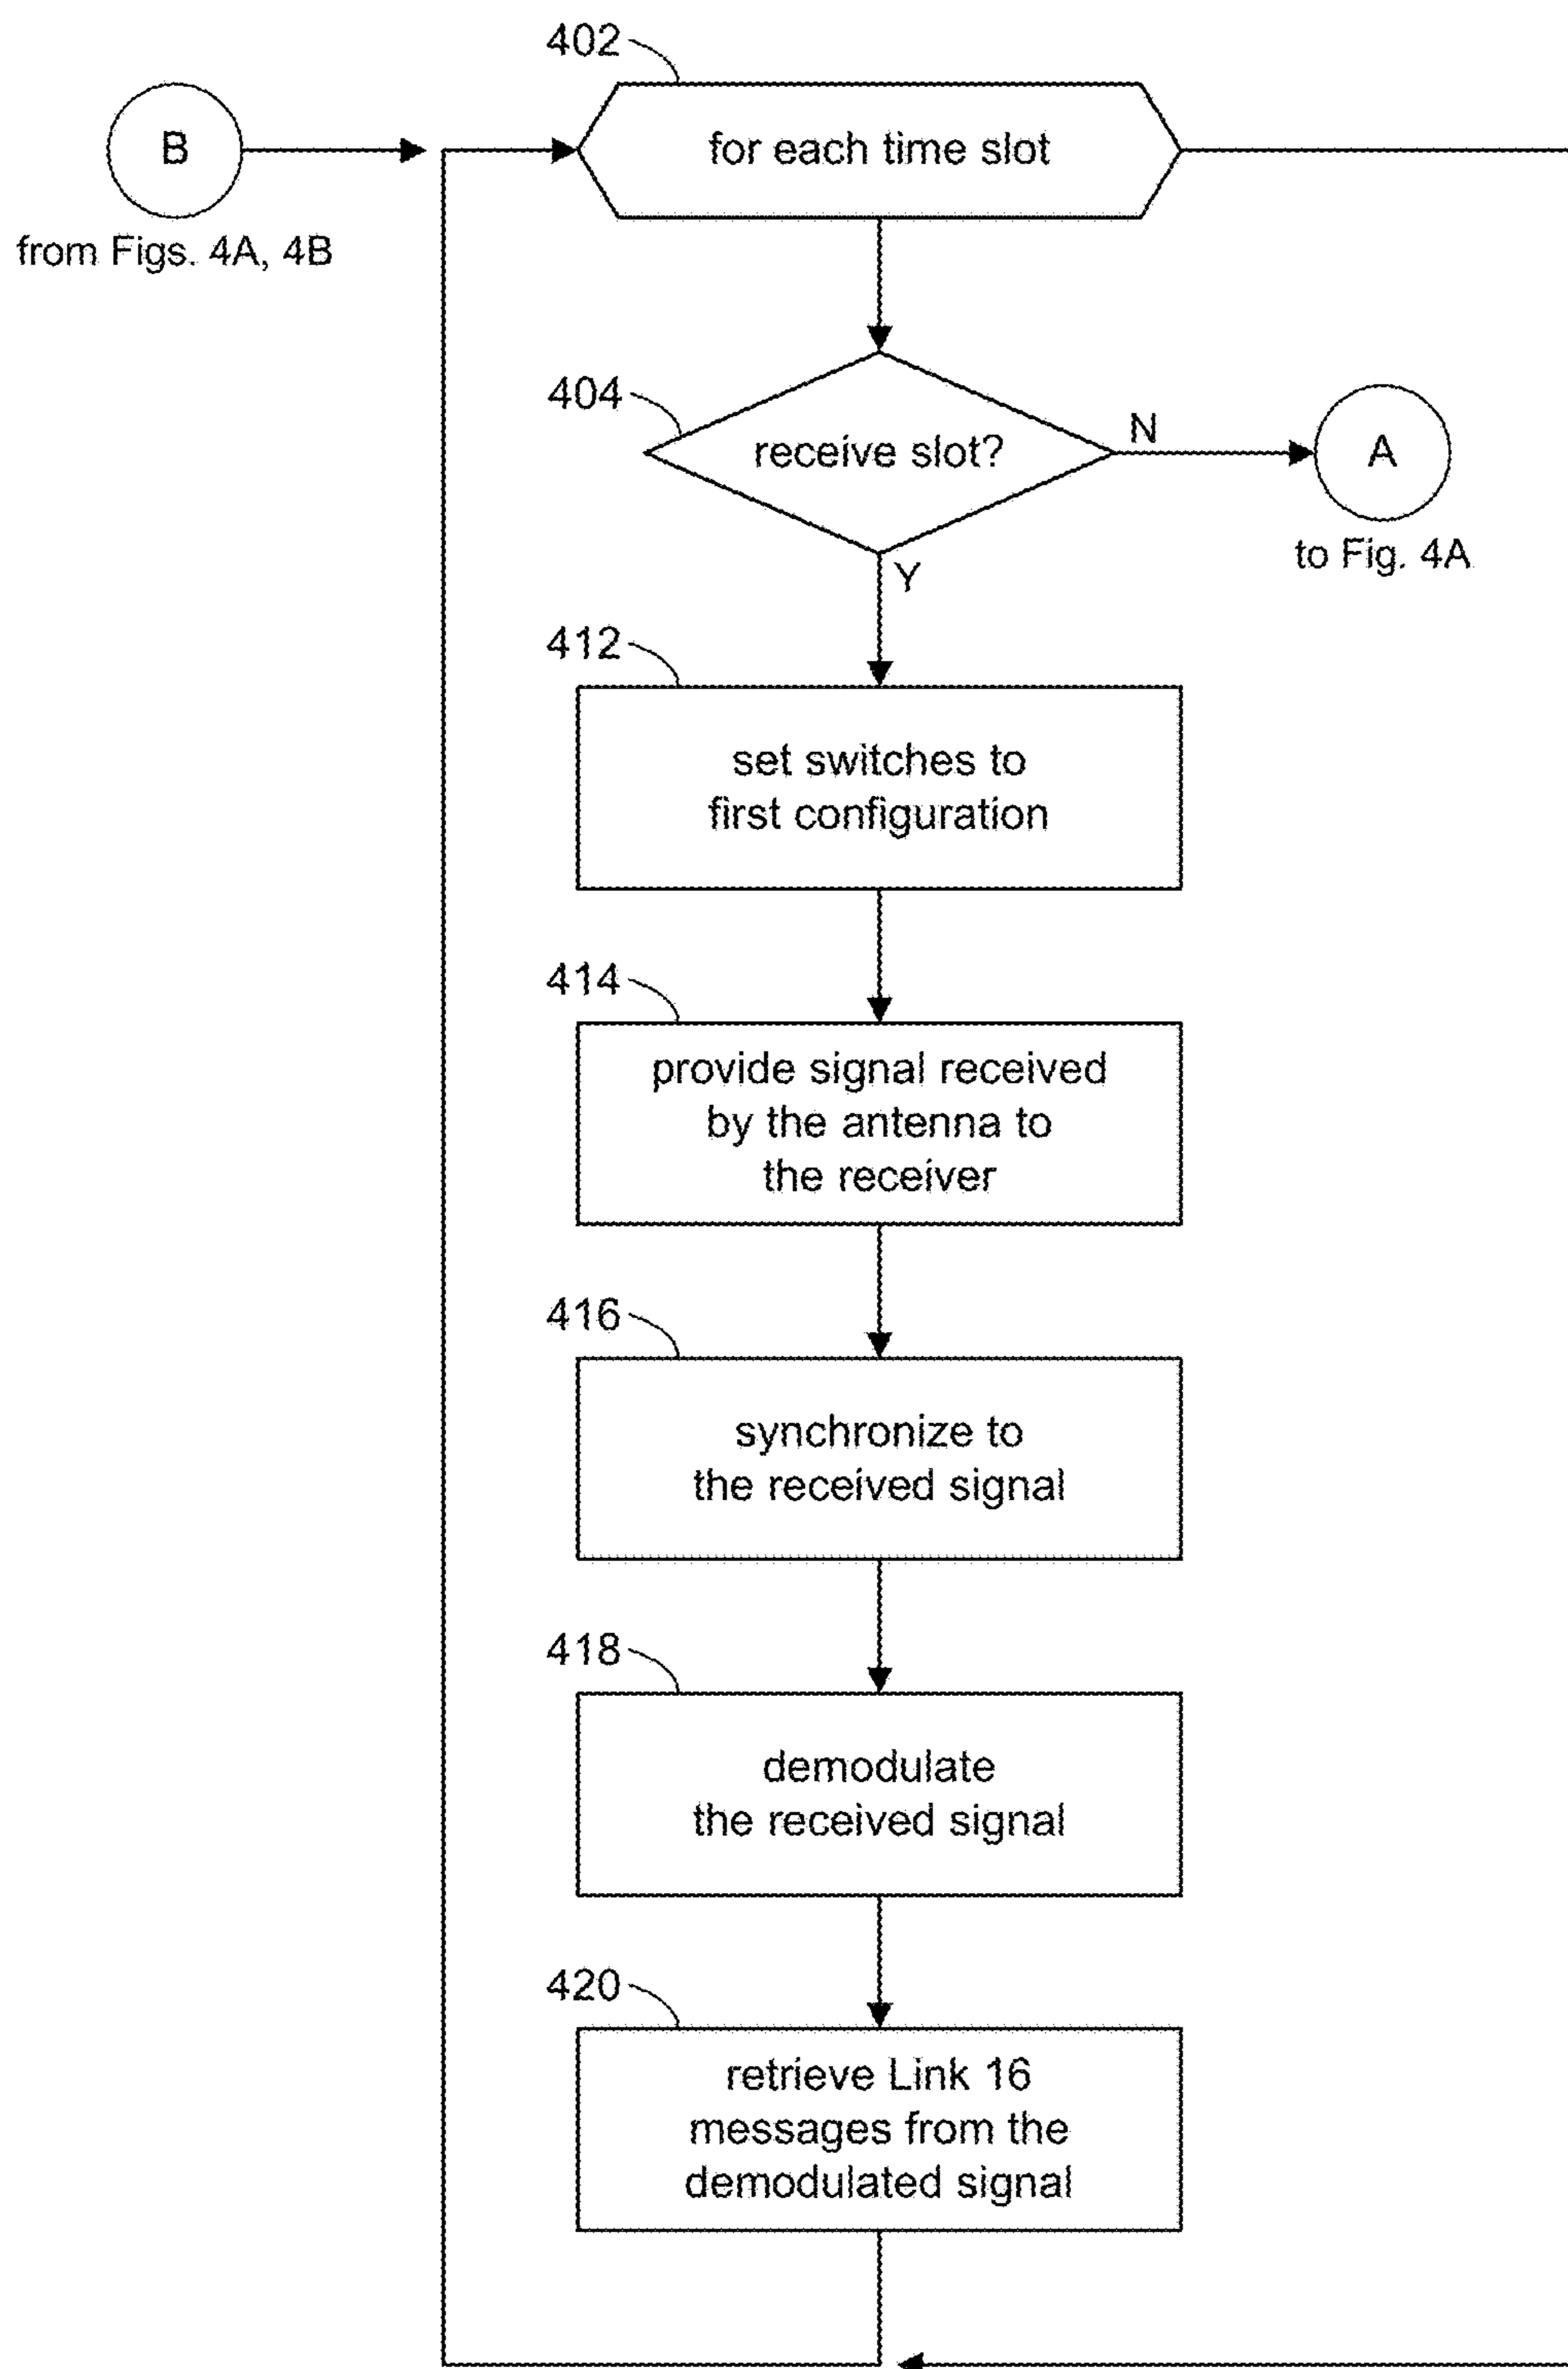 402
B
for each time slot
from Figs. 4A, 4B
404
receive slot?
N
A
to Fig. 4A
Y
412
set switches to
first configuration
414
provide signal received
by the antenna to
the receiver
416
synchronize to
the received signal
418
demodulate
the received signal
420
retrieve Link 16
messages from the
demodulated signal